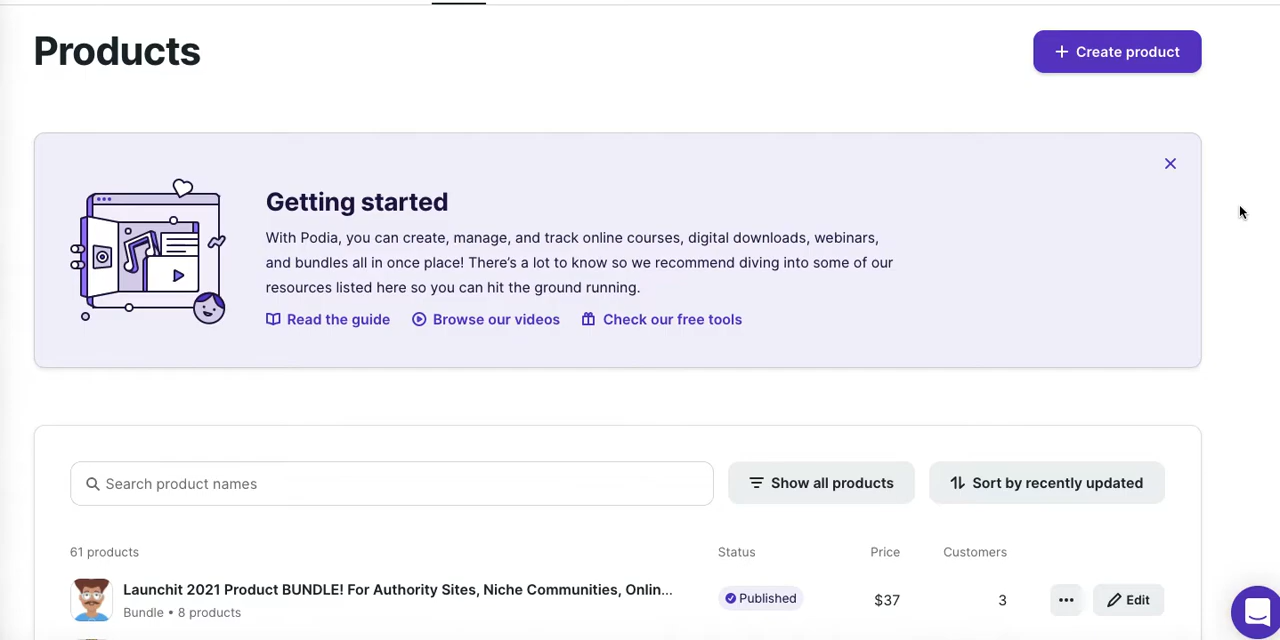 Products
Create product
Getting started
With Podia, you can create, manage, and track online courses, digital downloads, webinars,
and bundles all in once place! There's a lot to know so we recommend diving into some of our
resources listed here so you can hit the ground running.
Read the guide Browse our videos Check our free tools
Search product names Show all products Sort by recently updated
61 products Status Price Customers
Launchit 2021 Product BUNDLE! For Authority Sites, Niche Communities, Onlin...
Bundle • 8 products
Published $37 3 ••• Edit